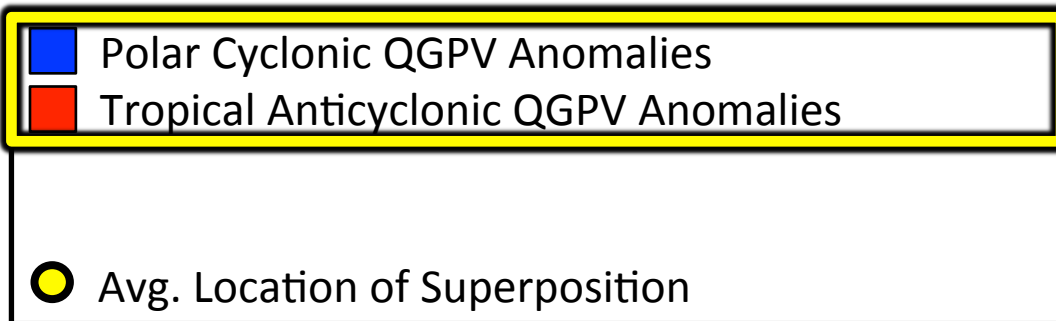 Polar Cyclonic QGPV Anomalies
Tropical Anticyclonic QGPV Anomalies
Avg. Location of Superposition